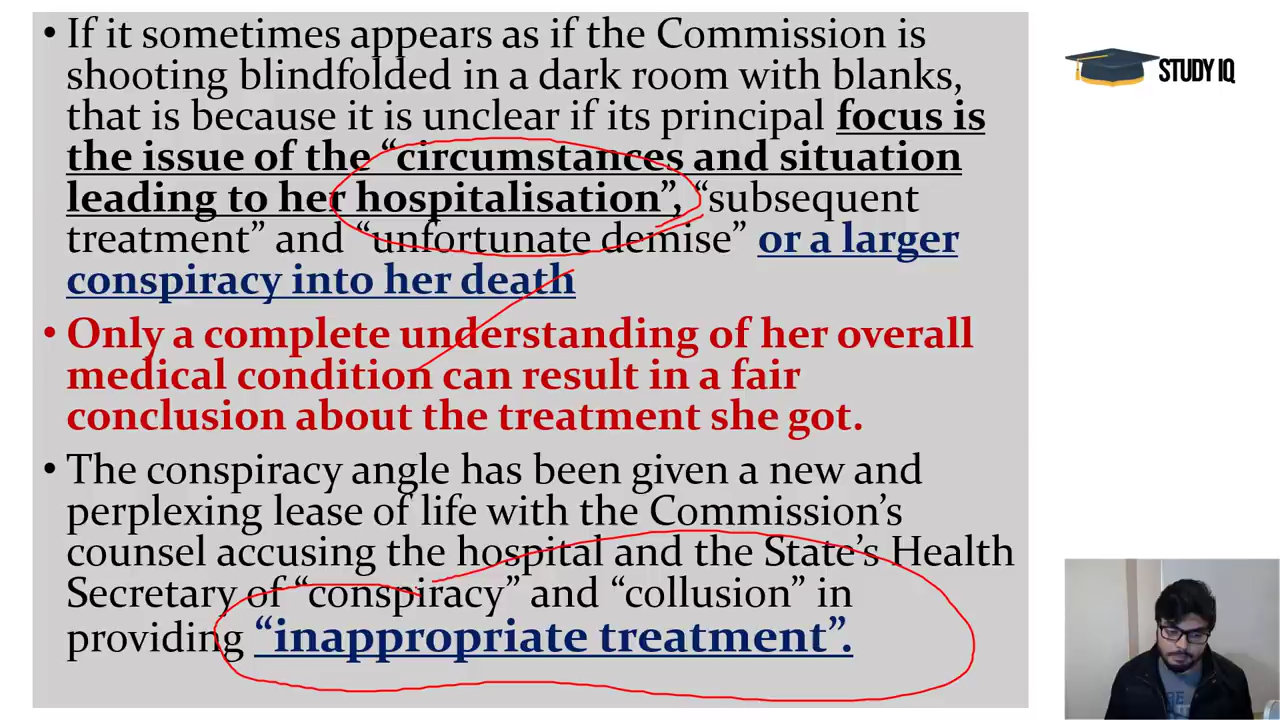 • If it sometimes appears as if the Commission is
shooting blindfolded in a dark room with blanks,
that is because it is unclear if its principal focus is
the issue of the “circumstances and situation
leading to her hospitalisation”, “subsequent
treatment” and “unfortunate demise” or a larger
conspiracy into her death
• Only a complete understanding of her overall
medical condition can result in a fair
conclusion about the treatment she got.
• The conspiracy angle has been given a new and
perplexing lease of life with the Commission’s
counsel accusing the hospital and the State’s Health
Secretary of “conspiracy” and “collusion” in
providing “inappropriate treatment”.
STUDY IQ